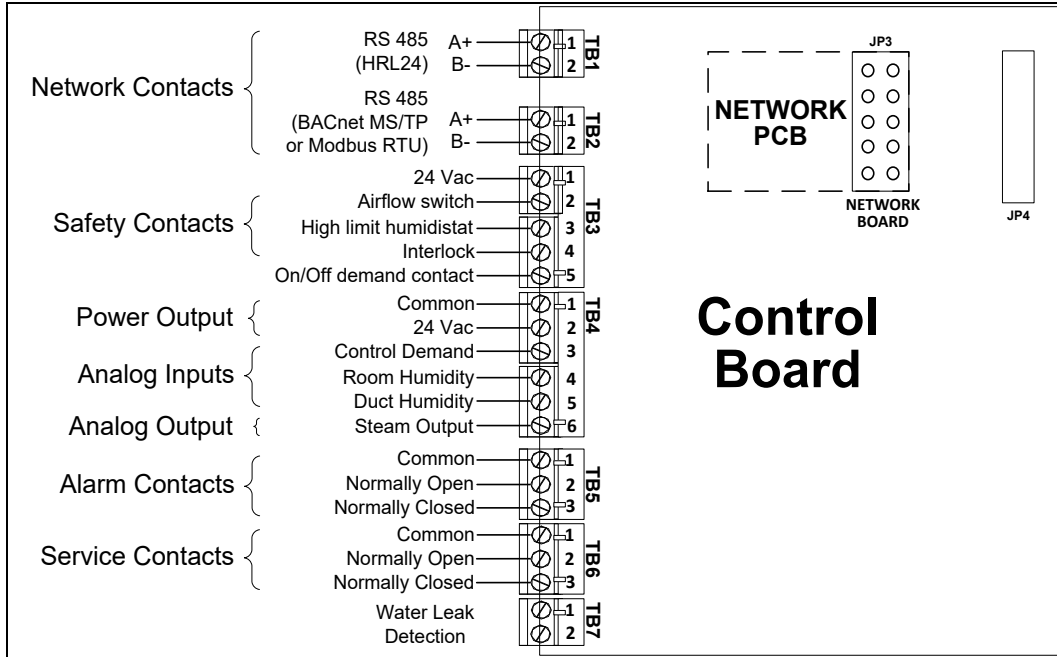 Network Contacts
RS 485
(HRL24)
A+
B-
1
2
TB1
RS 485
(BACnet MS/TP
or Modbus RTU)
A+
B-
1
2
TB2
Safety Contacts
24 Vac
Airflow switch
High limit humidistat
Interlock
On/Off demand contact
1
2
3
4
5
TB3
Power Output
Analog Inputs
Analog Output
Common
24 Vac
Control Demand
Room Humidity
Duct Humidity
Steam Output
1
2
3
4
5
6
TB4
Alarm Contacts
Common
Normally Open
Normally Closed
1
2
3
TB5
Service Contacts
Common
Normally Open
Normally Closed
1
2
3
TB6
Water Leak
Detection
1
2
TB7
JP3
NETWORK
PCB
NETWORK
BOARD
JP4
Control
Board